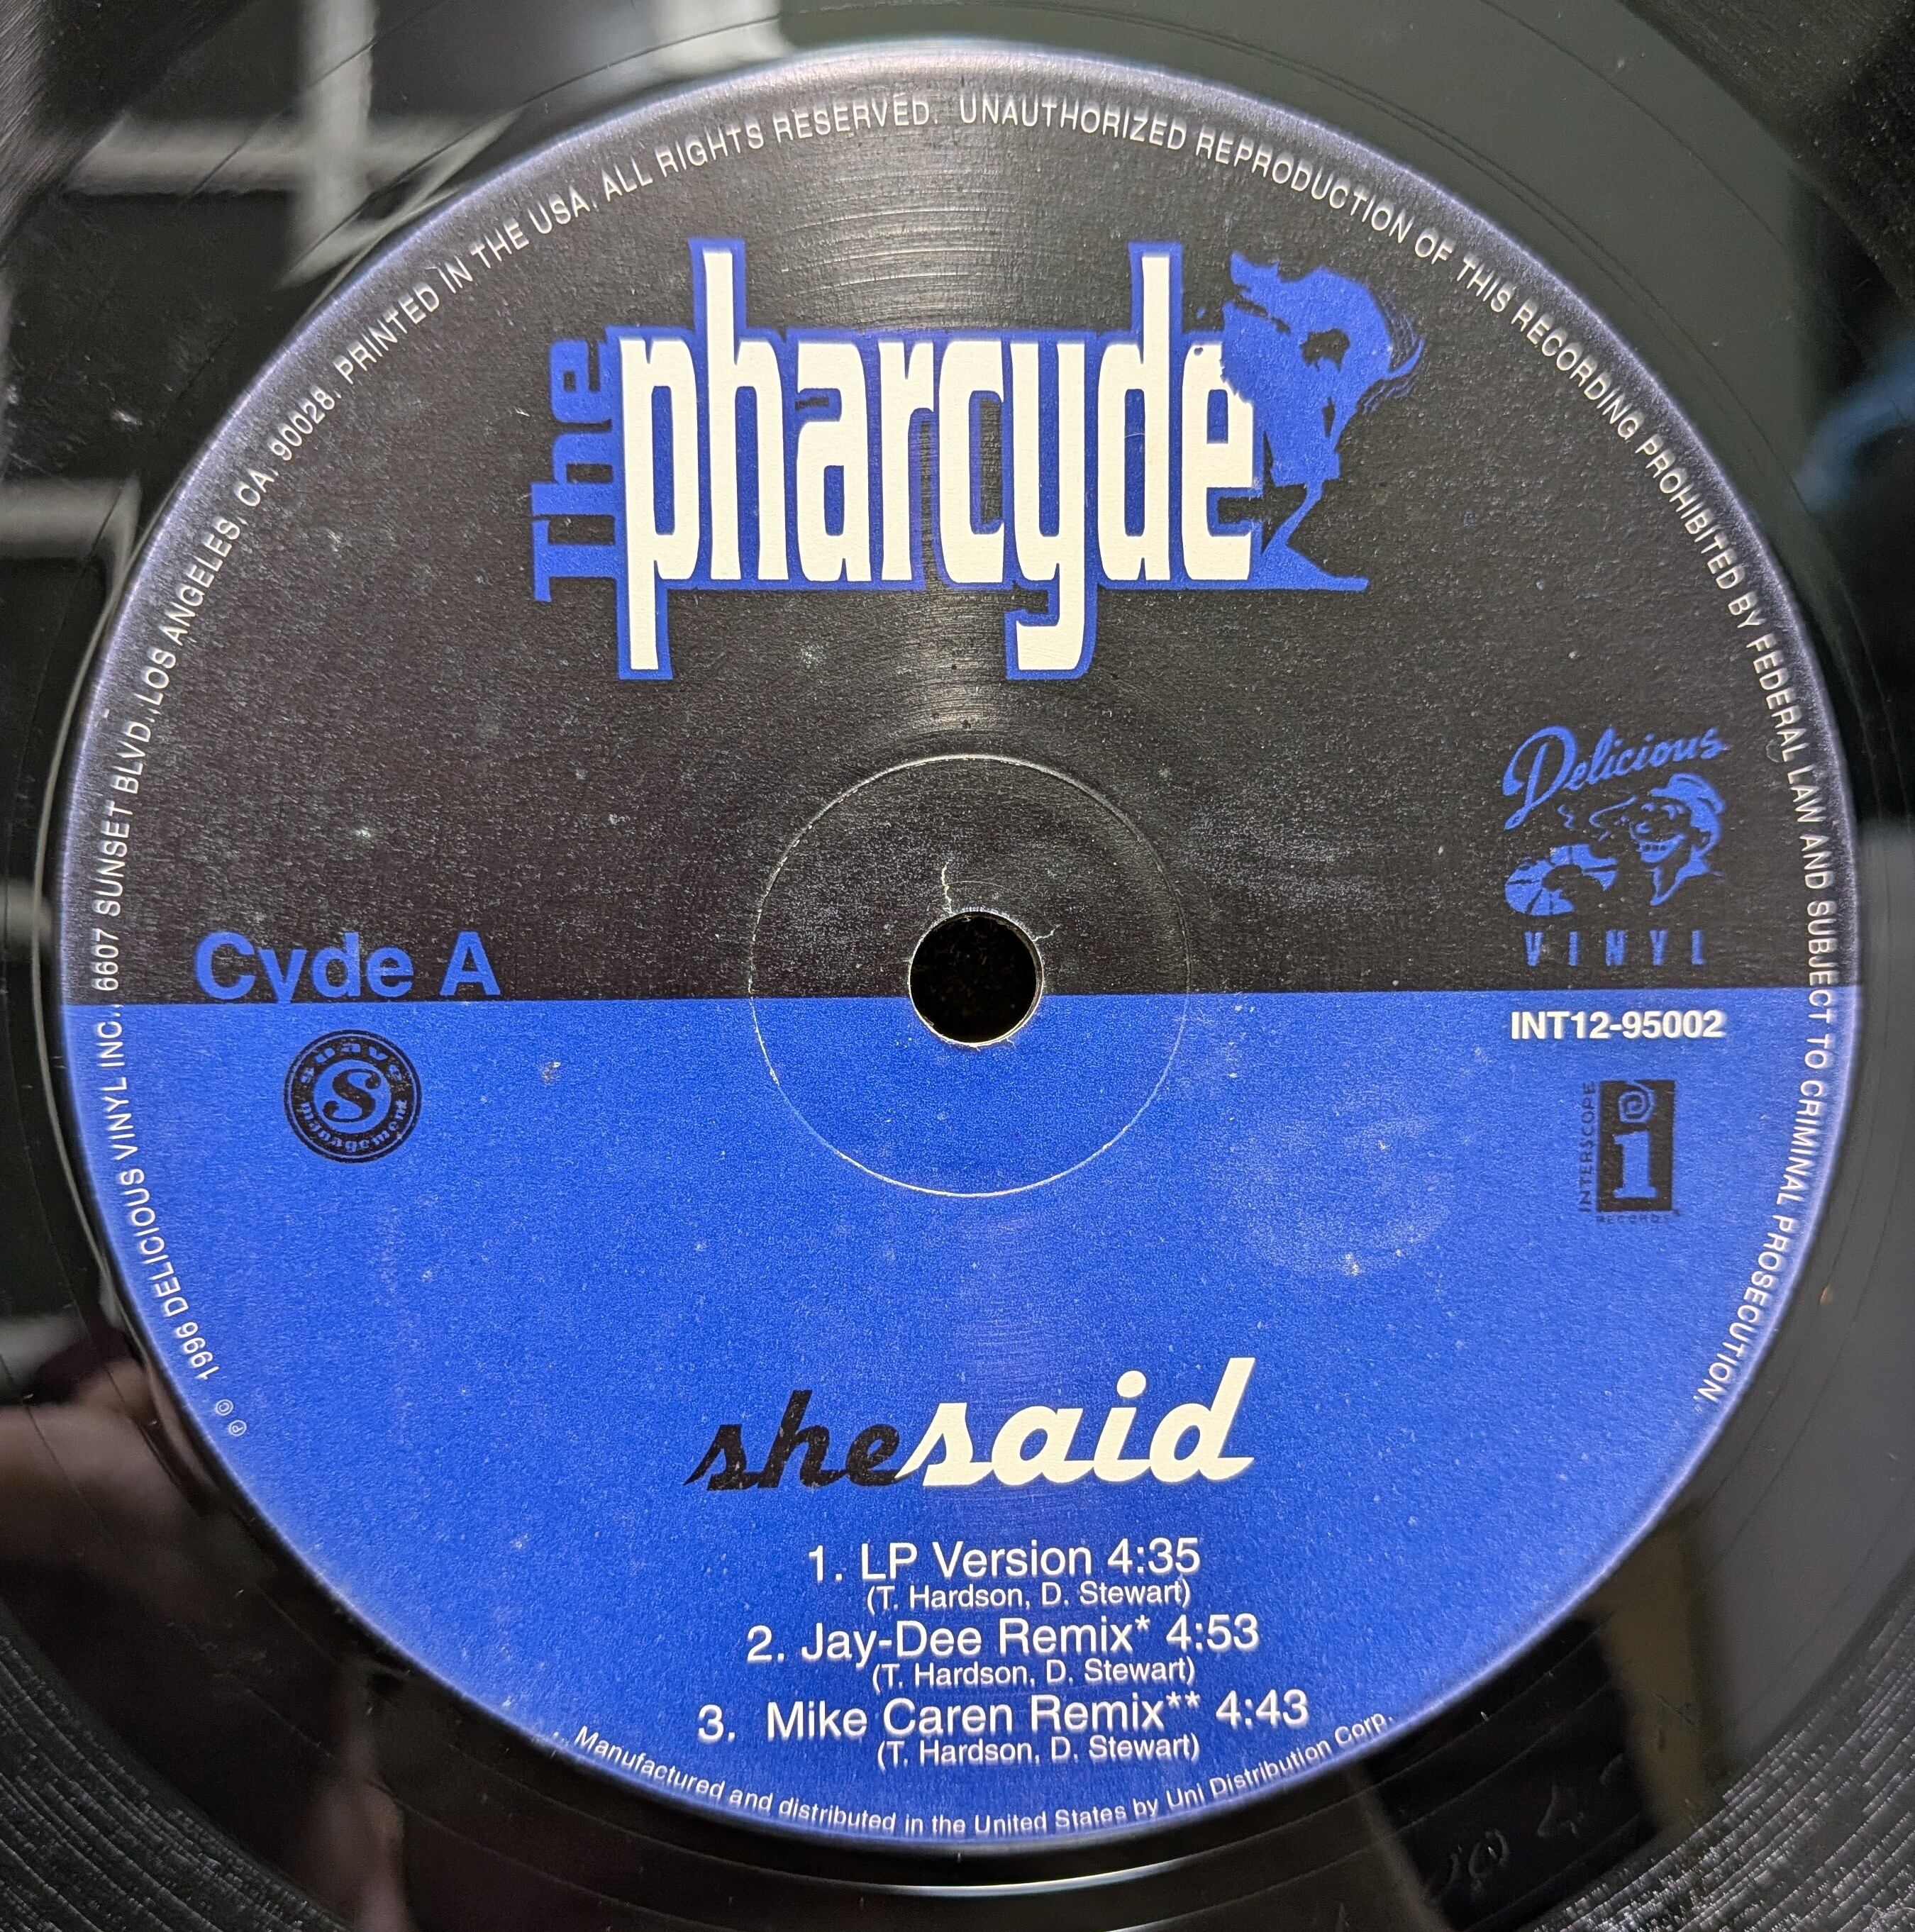 ℗© 1996 DELICIOUS VINYL INC., 6607 SUNSET BLVD., LOS ANGELES, CA. 90028. PRINTED IN THE USA. ALL RIGHTS RESERVED. UNAUTHORIZED REPRODUCTION OF THIS RECORDING PROHIBITED BY FEDERAL LAW AND SUBJECT TO CRIMINAL PROSECUTION.
The
pharcyde
Delicious
VINYL
Cyde A
INT12-95002
suave
S
management
INTERSCOPE
i
RECORDS
shesaid
1. LP Version 4:35
(T. Hardson, D. Stewart)
2. Jay-Dee Remix* 4:53
(T. Hardson, D. Stewart)
3. Mike Caren Remix** 4:43
(T. Hardson, D. Stewart)
Manufactured and distributed in the United States by Uni Distribution Corp.